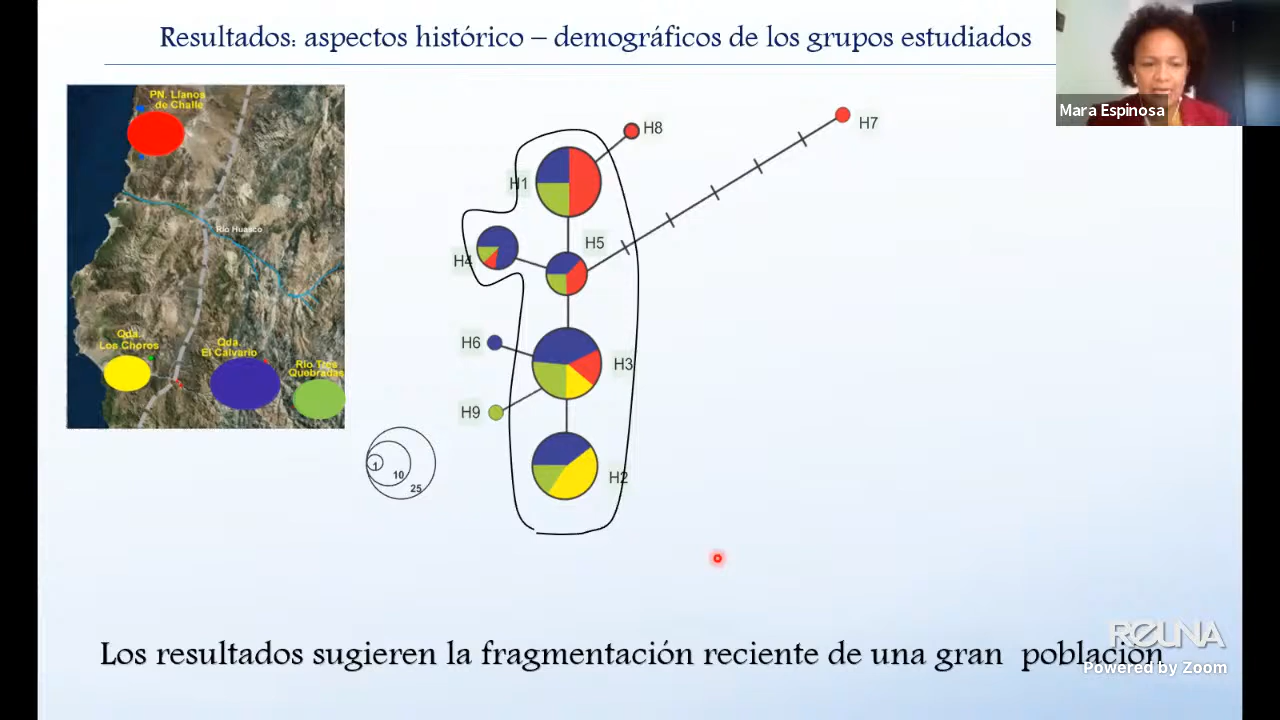 Resultados: aspectos histórico – demográficos de los grupos estudiados
Mara Espinosa
PN. Llanos
de Challe
Río Huasco
Qda.
Los Choros
Qda.
El Calvario
Río Tres
Quebradas
H8
H7
H1
H5
H4
H6
H3
H9
H2
1
10
25
Los resultados sugieren la fragmentación reciente de una gran población
REUNA
Powered by Zoom